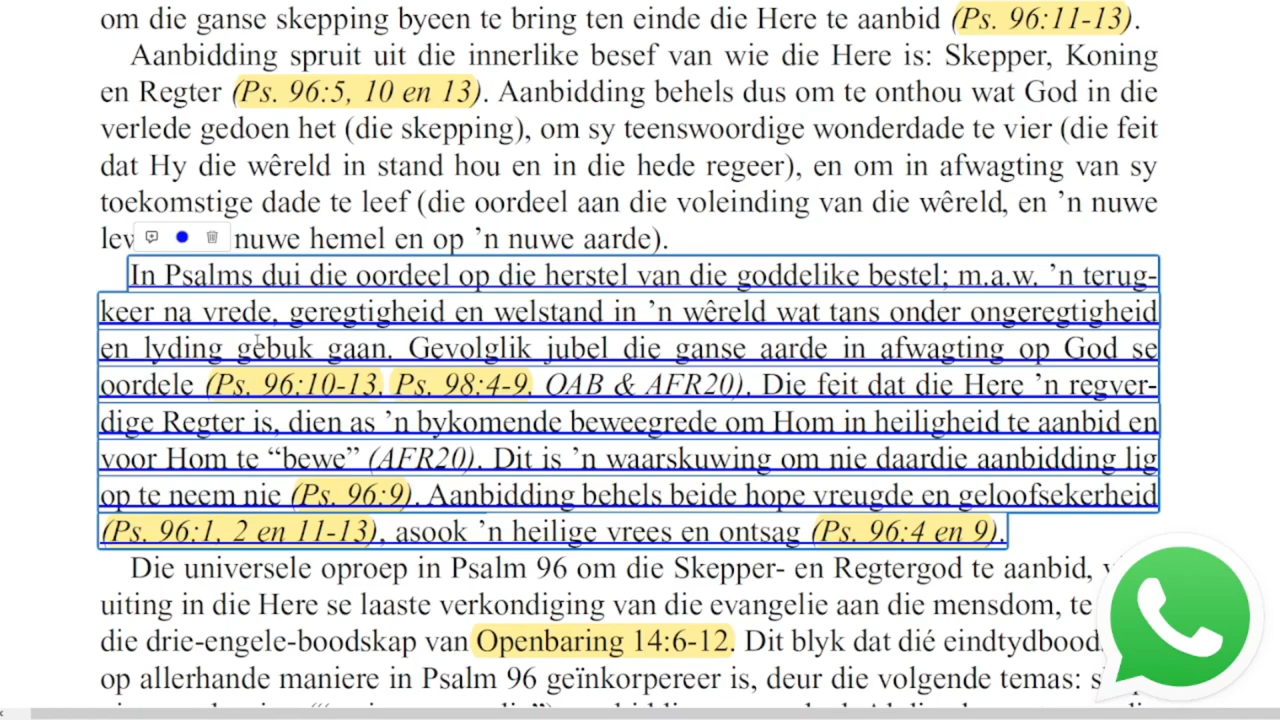 om die ganse skepping byeen te bring ten einde die Here te aanbid (Ps. 96:11-13).
Aanbidding spruit uit die innerlike besef van wie die Here is: Skepper, Koning
en Regter (Ps. 96:5, 10 en 13). Aanbidding behels dus om te onthou wat God in die
verlede gedoen het (die skepping), om sy teenswoordige wonderdade te vier (die feit
dat Hy die wêreld in stand hou en in die hede regeer), en om in afwagting van sy
toekomstige dade te leef (die oordeel aan die voleinding van die wêreld, en ’n nuwe
nuwe hemel en op ’n nuwe aarde).
In Psalms dui die oordeel op die herstel van die goddelike bestel; m.a.w. ’n terug-
keer na vrede, geregtigheid en welstand in ’n wêreld wat tans onder ongeregtigheid
en lyding gebuk gaan. Gevolglik jubel die ganse aarde in afwagting op God se
oordele (Ps. 96:10-13, Ps. 98:4-9, OAB & AFR20). Die feit dat die Here ’n regver-
dige Regter is, dien as ’n bykomende beweegrede om Hom in heiligheid te aanbid en
voor Hom te “bewe” (AFR20). Dit is ’n waarskuwing om nie daardie aanbidding lig
op te neem nie (Ps. 96:9). Aanbidding behels beide hope vreugde en geloofsekerheid
(Ps. 96:1, 2 en 11-13), asook ’n heilige vrees en ontsag (Ps. 96:4 en 9).
Die universele oproep in Psalm 96 om die Skepper- en Regtergod te aanbid,
uiting in die Here se laaste verkondiging van die evangelie aan die mensdom, te
die drie-engele-boodskap van Openbaring 14:6-12. Dit blyk dat dié eindtydbood
op allerhande maniere in Psalm 96 geïnkorpereer is, deur die volgende temas: